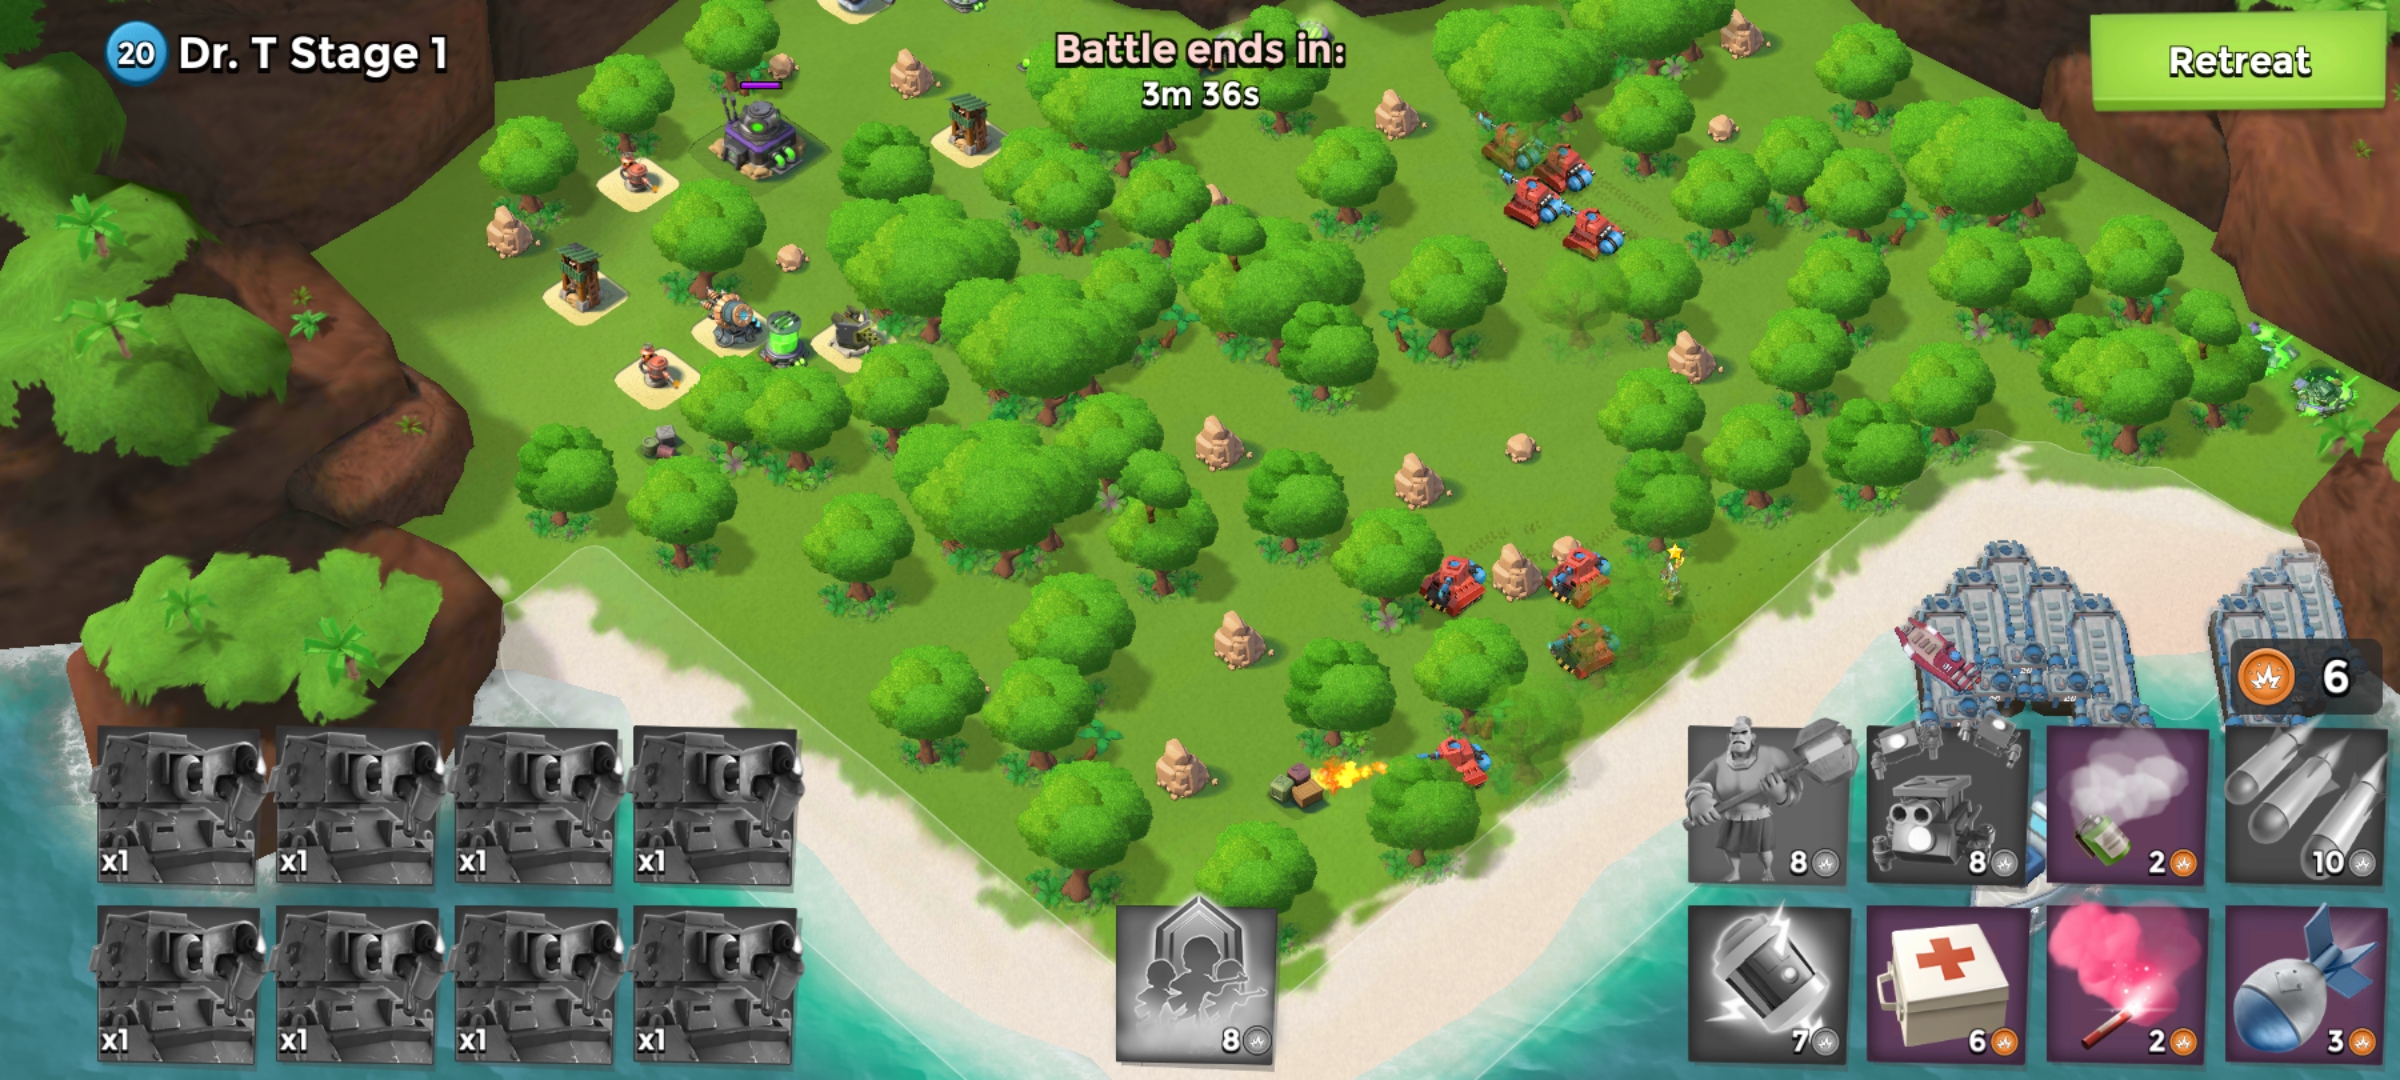 20 Dr. T Stage 1
Battle ends in:
3m 36s
Retreat
6
x1 x1 x1 x1
8 8 2 10
x1 x1 x1 x1
8
7 6 2 3